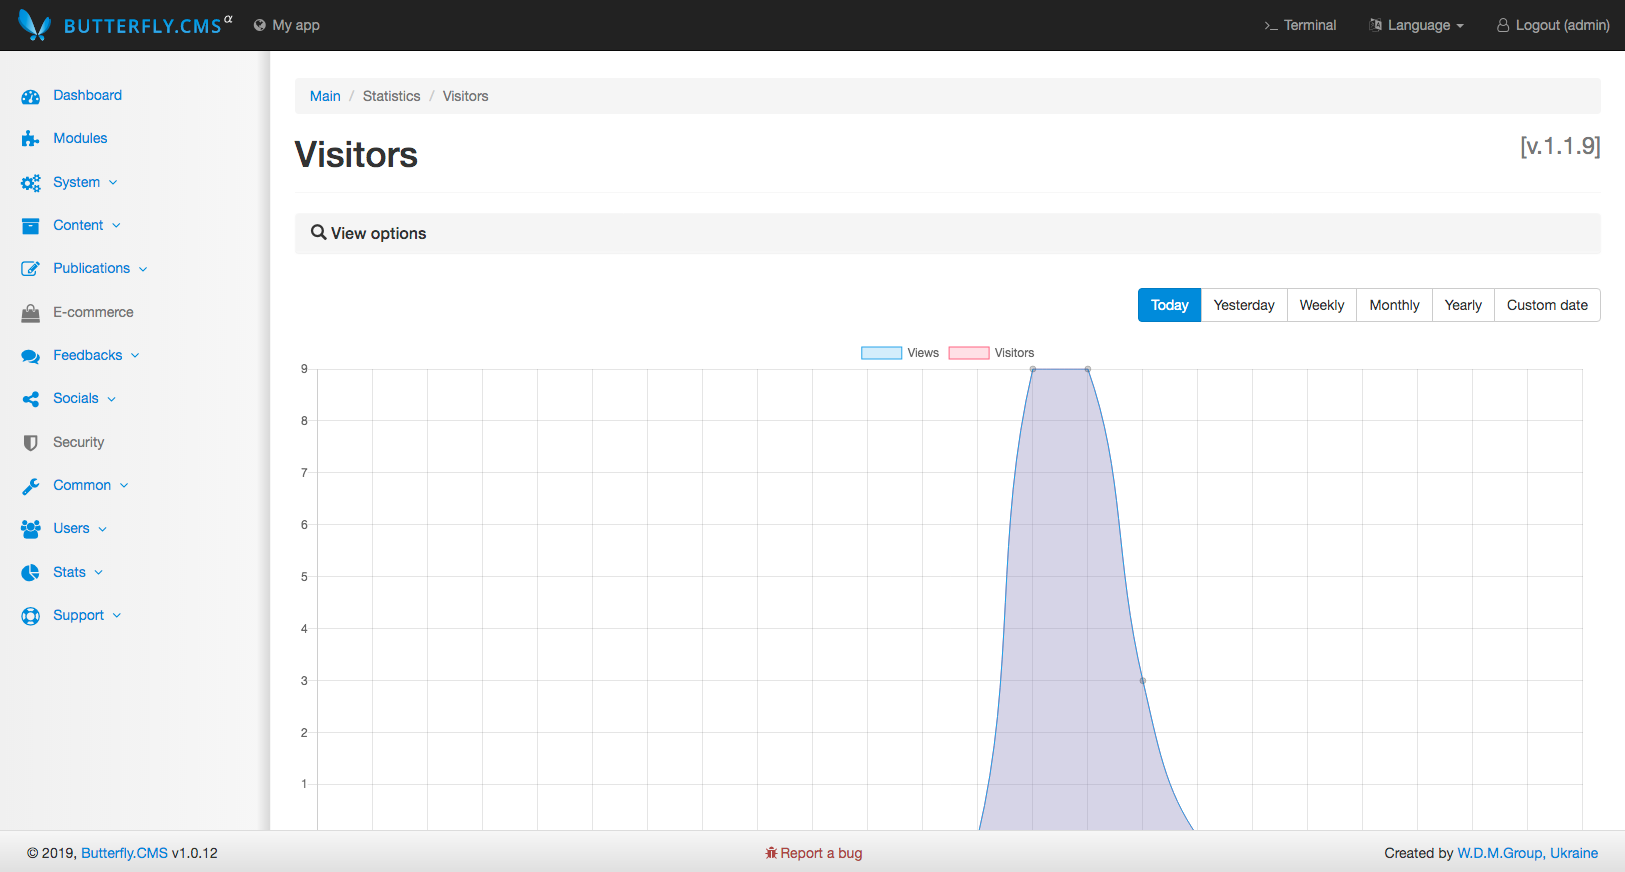 BUTTERFLY.CMS α My app Terminal Language Logout (admin)
Dashboard
Modules
System
Content
Publications
E-commerce
Feedbacks
Socials
Security
Common
Users
Stats
Support
Main / Statistics / Visitors
Visitors [v.1.1.9]
View options
Today Yesterday Weekly Monthly Yearly Custom date
Views Visitors
9
8
7
6
5
4
3
2
1
© 2019, Butterfly.CMS v1.0.12 Report a bug Created by W.D.M.Group, Ukraine